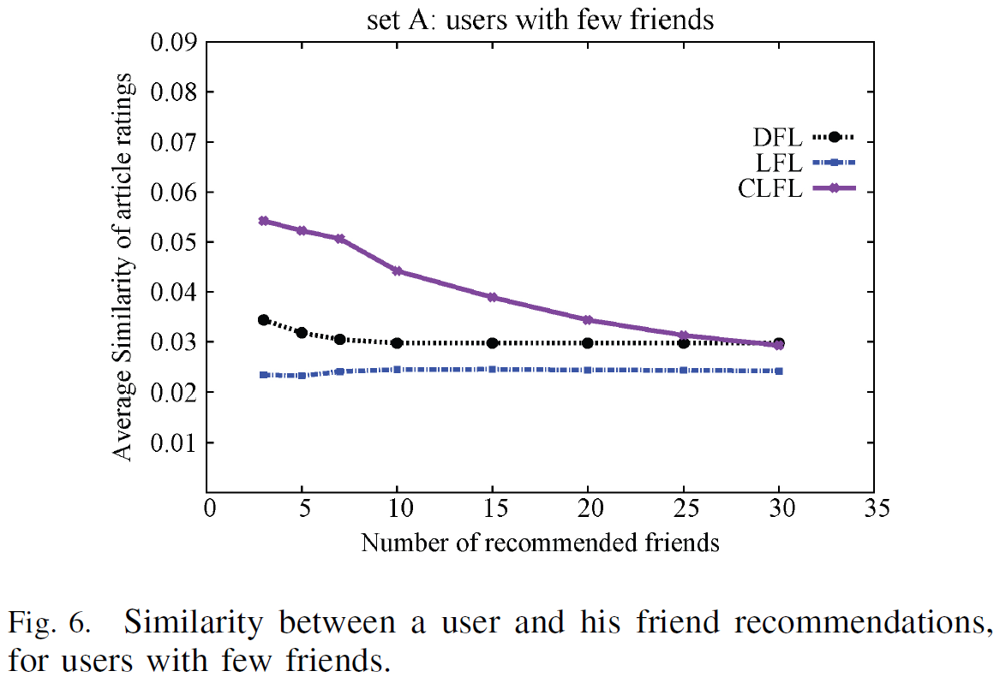 set A: users with few friends
0.09
0.08
0.07
0.06
0.05
0.04
0.03
0.02
0.01
Average Similarity of article ratings
DFL
LFL
CLFL
0 5 10 15 20 25 30 35
Number of recommended friends
Fig. 6. Similarity between a user and his friend recommendations,
for users with few friends.